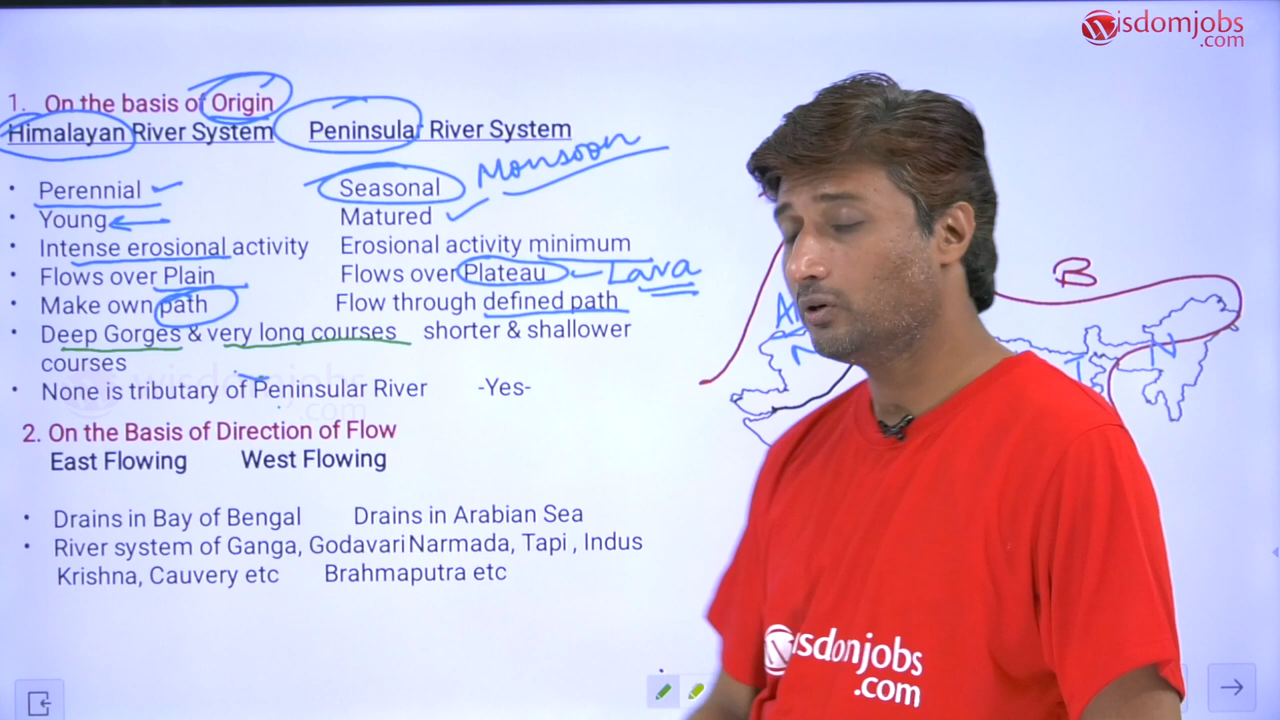 wisdomjobs
.com
1. On the basis of Origin
Himalayan River System Peninsular River System
• Perennial Seasonal Monsoon
• Young Matured
• Intense erosional activity Erosional activity minimum
• Flows over Plain Flows over Plateau - Lava
• Make own path Flow through defined path
• Deep Gorges & very long courses shorter & shallower
courses
• None is tributary of Peninsular River -Yes-
2. On the Basis of Direction of Flow
East Flowing West Flowing
• Drains in Bay of Bengal Drains in Arabian Sea
• River system of Ganga, Godavari Narmada, Tapi , Indus
Krishna, Cauvery etc Brahmaputra etc
B
N
wisdomjobs
.com
wisdonjobs
.com